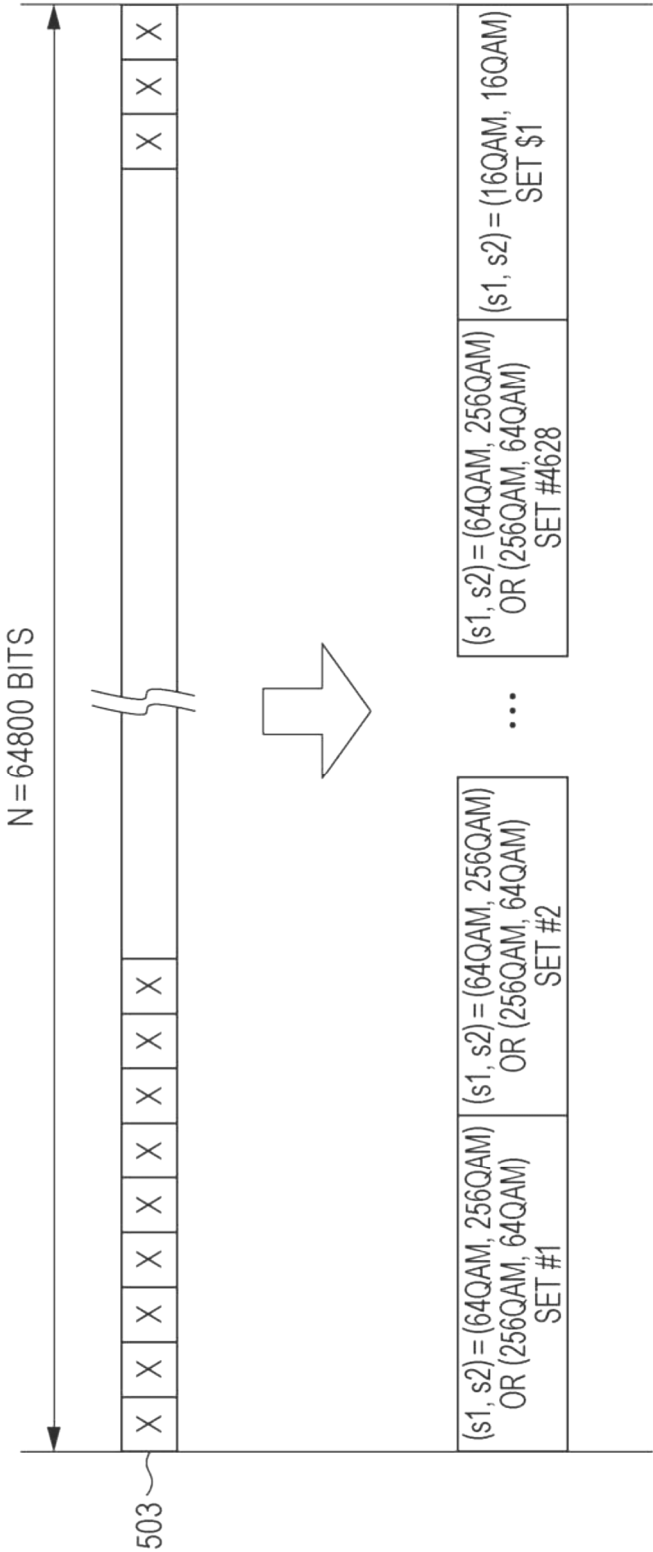 N = 64800 BITS
503
X X X X X X X X X X X X
(s1, s2) = (64QAM, 256QAM)
OR (256QAM, 64QAM)
SET #1
(s1, s2) = (64QAM, 256QAM)
OR (256QAM, 64QAM)
SET #2
...
(s1, s2) = (64QAM, 256QAM)
OR (256QAM, 64QAM)
SET #4628
(s1, s2) = (16QAM, 16QAM)
SET $1